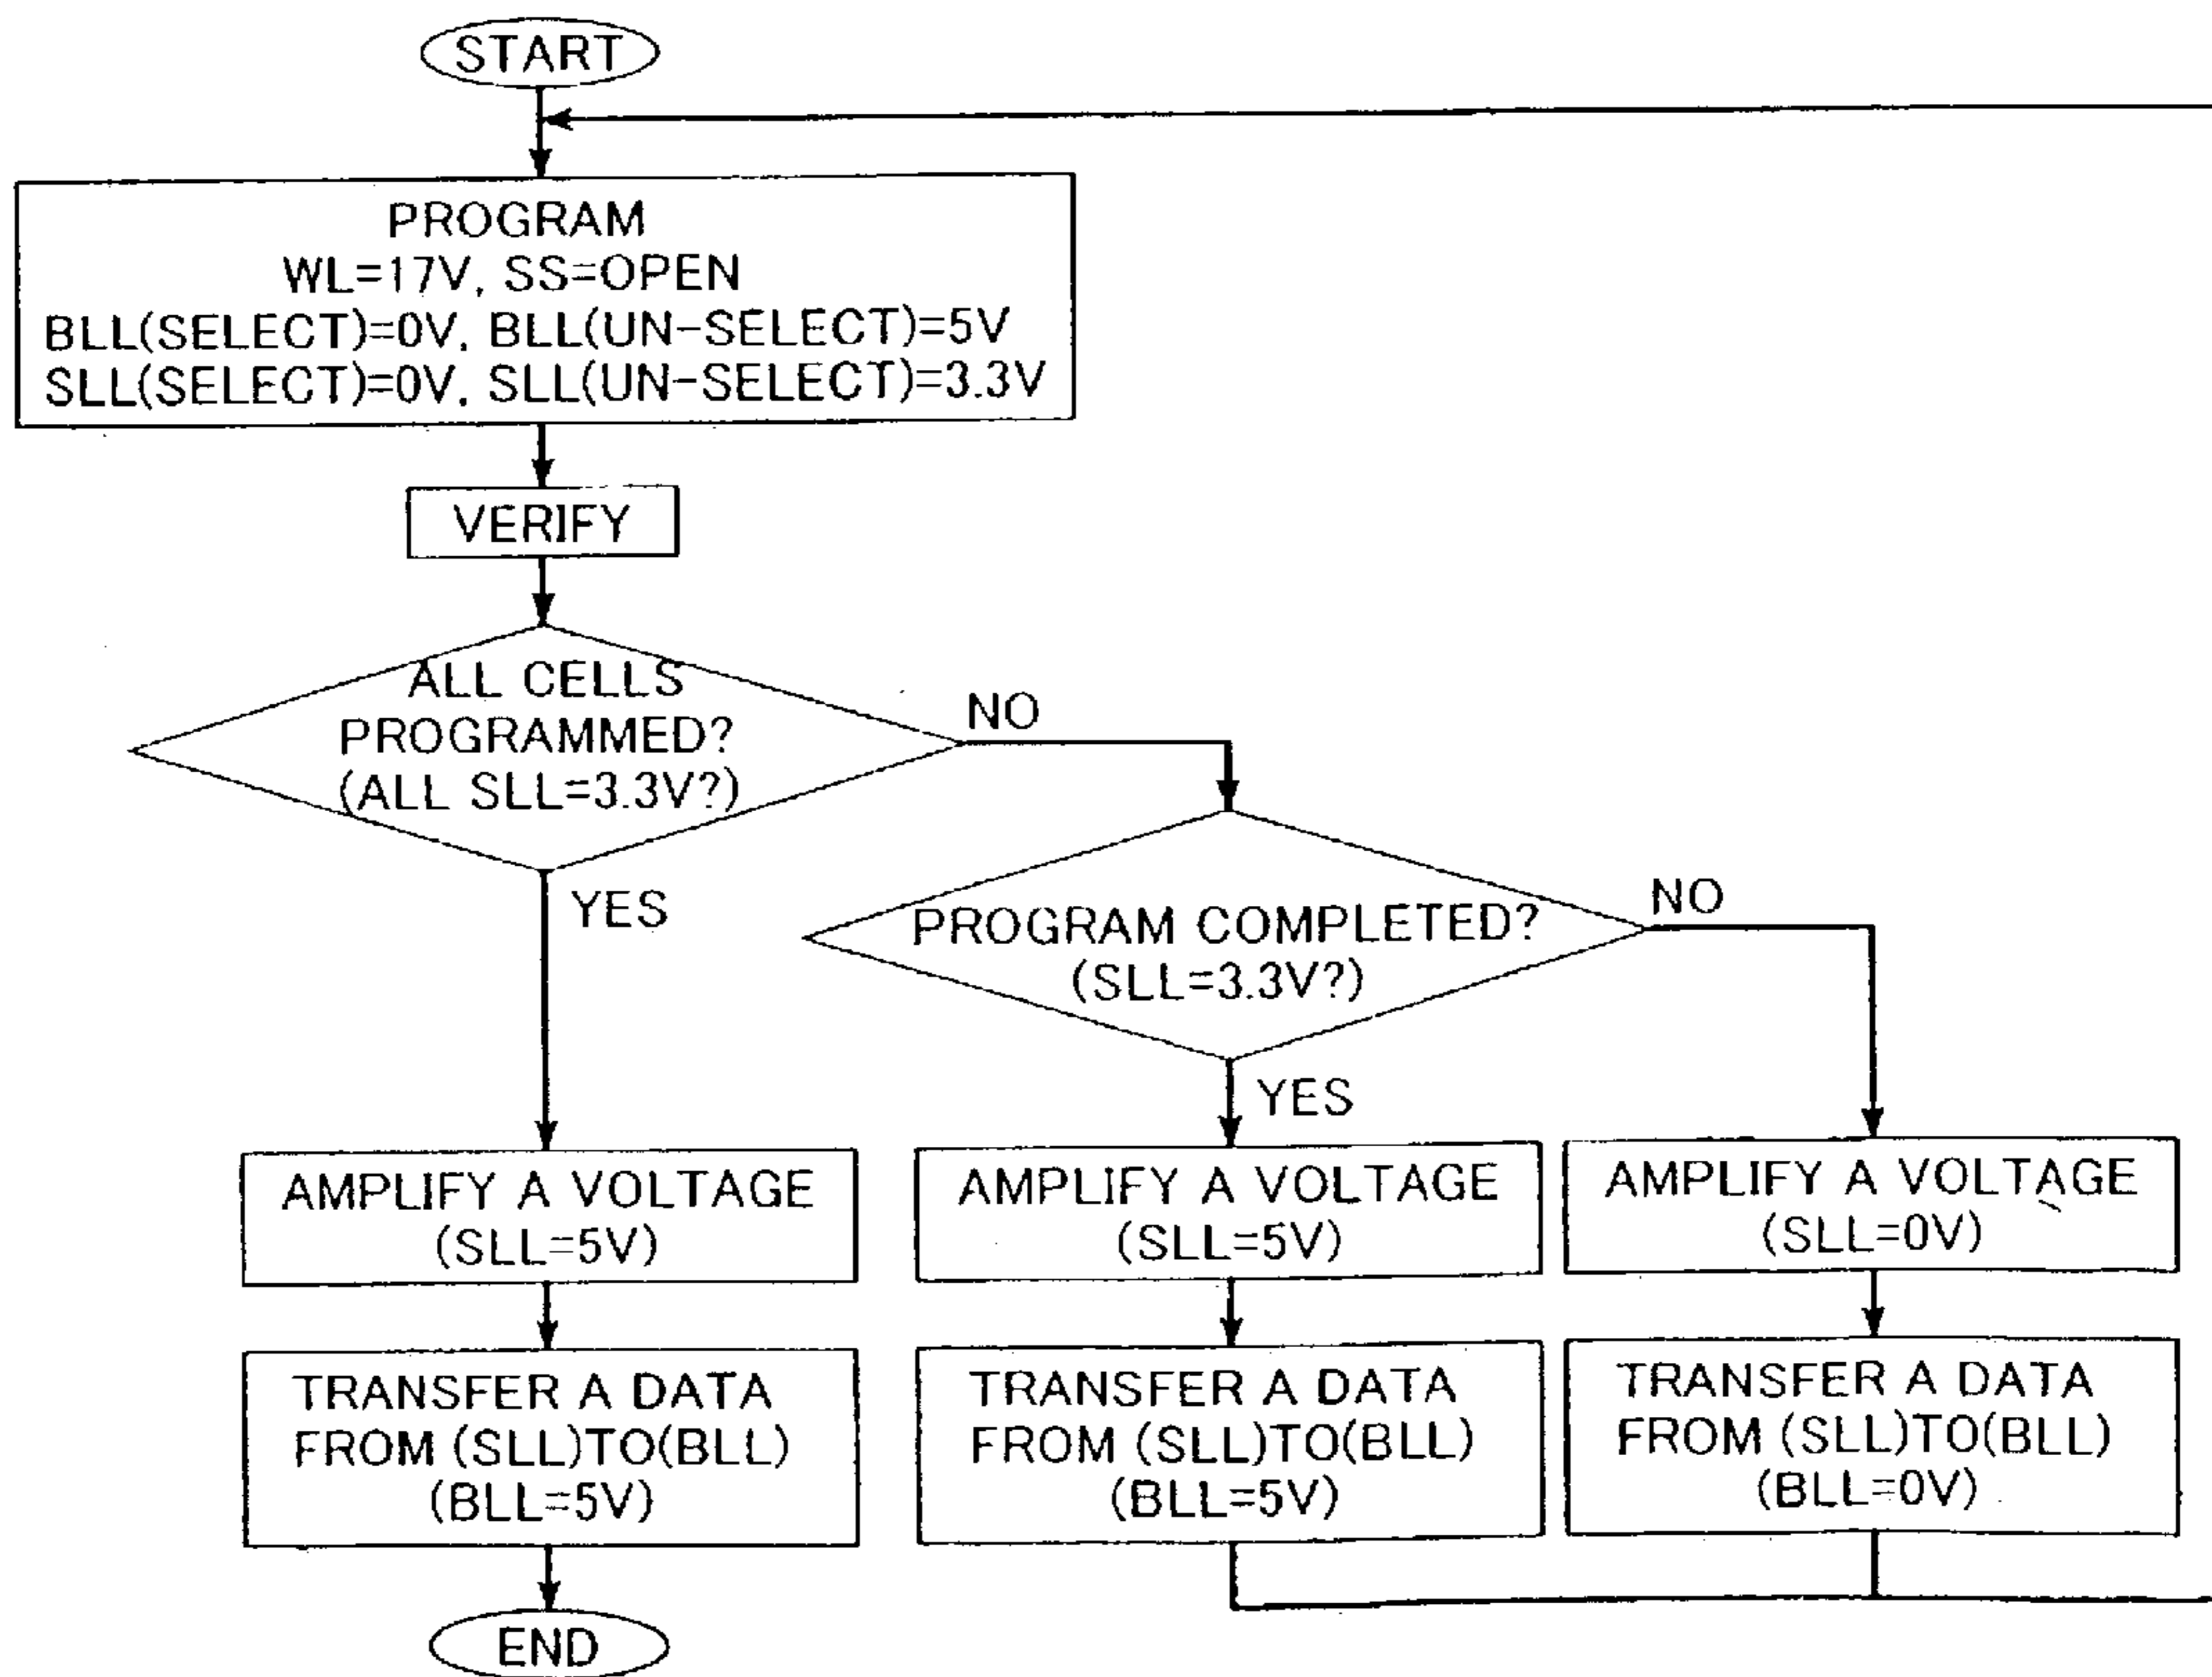 START
PROGRAM
WL=17V, SS=OPEN
BLL(SELECT)=0V, BLL(UN-SELECT)=5V
SLL(SELECT)=0V, SLL(UN-SELECT)=3.3V
VERIFY
ALL CELLS
PROGRAMMED?
(ALL SLL=3.3V?)
NO
YES
PROGRAM COMPLETED?
(SLL=3.3V?)
NO
YES
AMPLIFY A VOLTAGE
(SLL=5V)
AMPLIFY A VOLTAGE
(SLL=5V)
AMPLIFY A VOLTAGE
(SLL=0V)
TRANSFER A DATA
FROM (SLL)TO(BLL)
(BLL=5V)
TRANSFER A DATA
FROM (SLL)TO(BLL)
(BLL=5V)
TRANSFER A DATA
FROM (SLL)TO(BLL)
(BLL=0V)
END